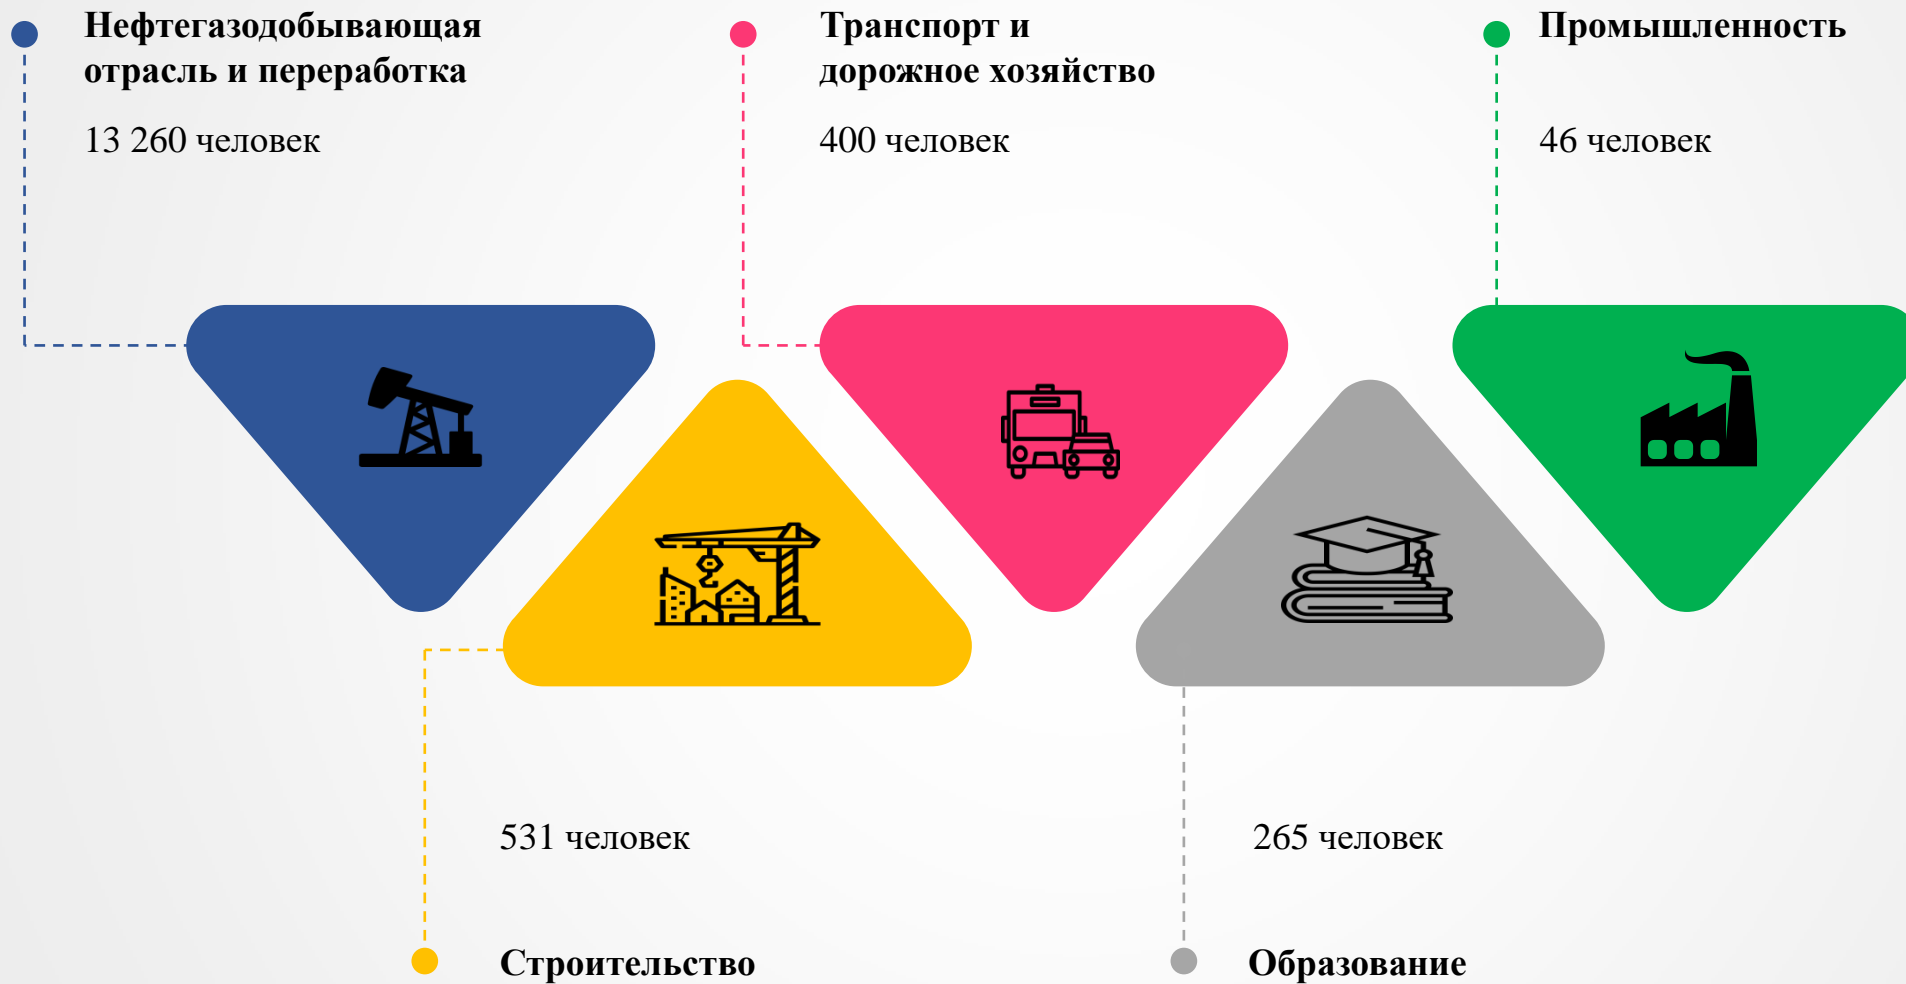 Нефтегазодобывающая
отрасль и переработка
13 260 человек
Транспорт и
дорожное хозяйство
400 человек
Промышленность
46 человек
531 человек
Строительство
265 человек
Образование